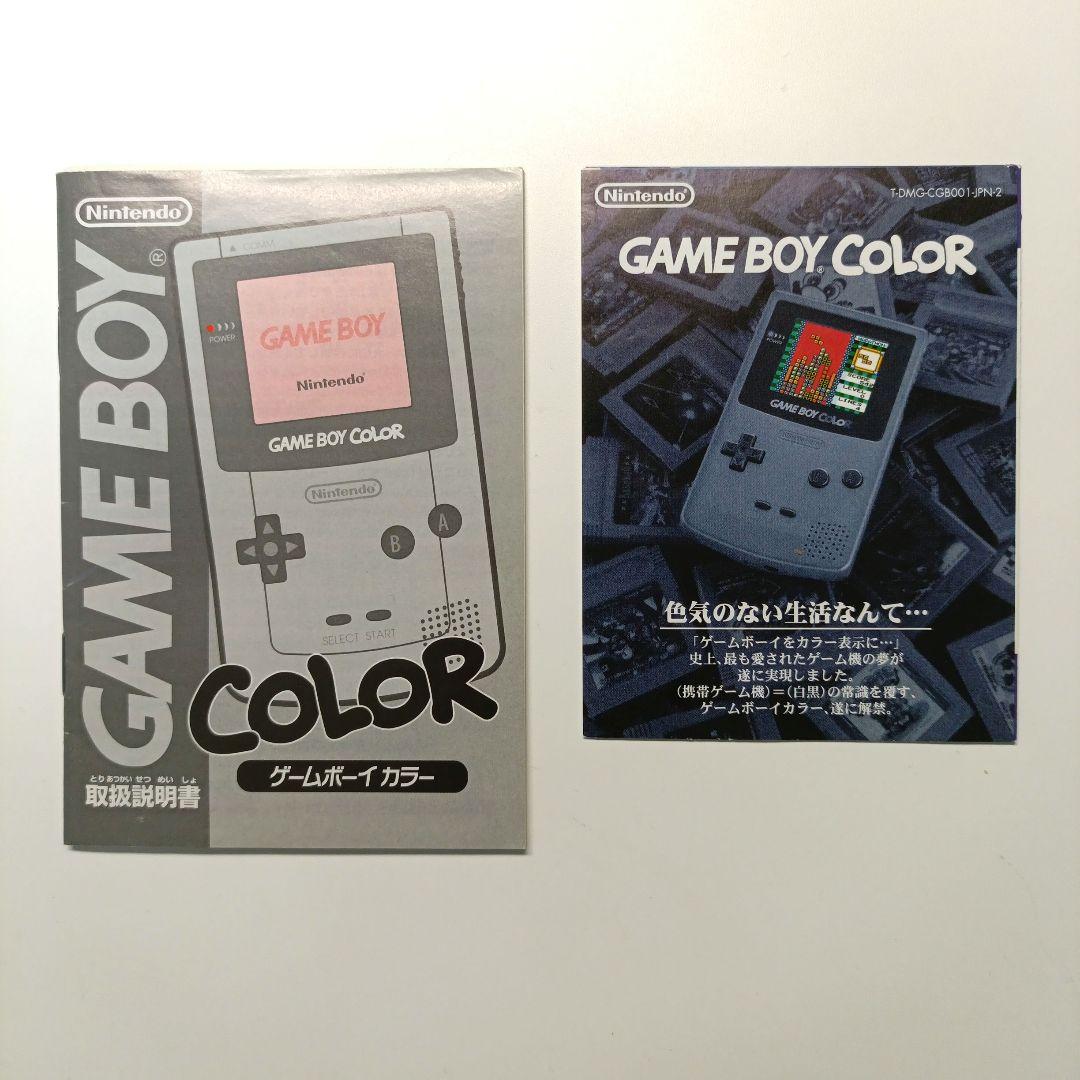 Nintendo
GAME BOY®
▲ COMM
POWER
GAME BOY
Nintendo
GAME BOY COLOR
Nintendo
B
A
SELECT START
COLOR
ゲームボーイ カラー
とりあつかいせつめいしょ
取扱説明書
Nintendo
T-DMG-CGB001-JPN-2
GAME BOY® COLOR
GAME BOY COLOR
色気のない生活なんて…
「ゲームボーイをカラー表示に…」
史上、最も愛されたゲーム機の夢が
遂に実現しました。
(携帯ゲーム機)＝(白黒)の常識を覆す、
ゲームボーイカラー、遂に解禁。